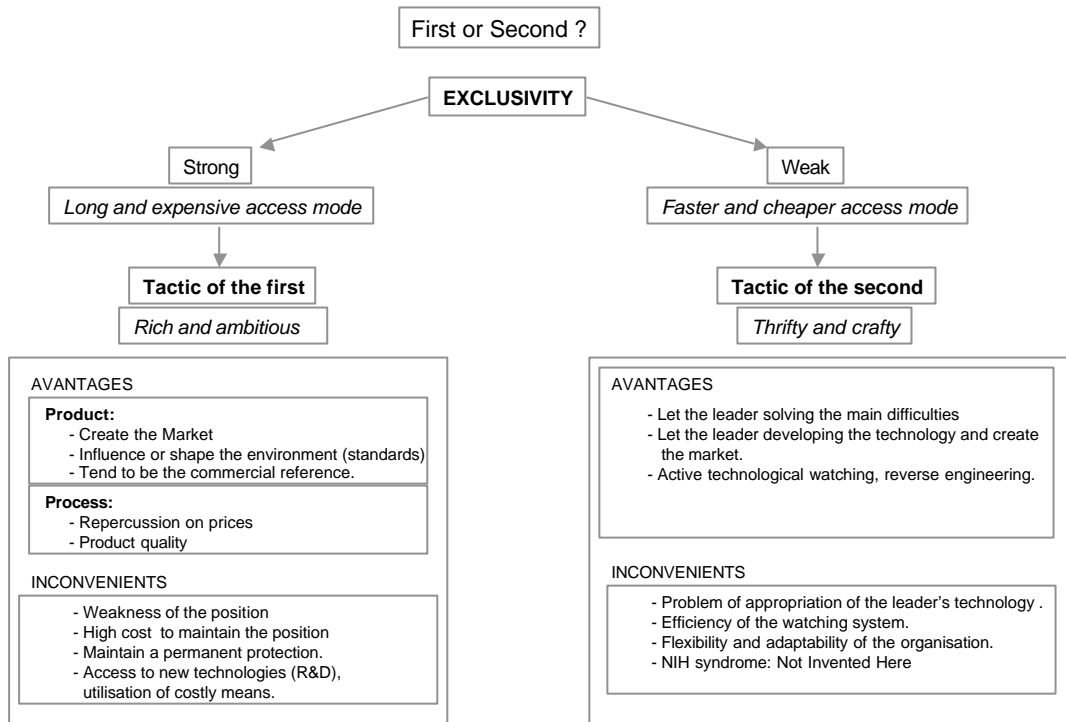 First or Second ?
EXCLUSIVITY
Strong
Long and expensive access mode
Tactic of the first
Rich and ambitious
AVANTAGES
Product:
- Create the Market
- Influence or shape the environment (standards)
- Tend to be the commercial reference.
Process:
- Repercussion on prices
- Product quality
INCONVENIENTS
- Weakness of the position
- High cost to maintain the position
- Maintain a permanent protection.
- Access to new technologies (R&D),
utilisation of costly means.
Weak
Faster and cheaper access mode
Tactic of the second
Thrifty and crafty
AVANTAGES
- Let the leader solving the main difficulties
- Let the leader developing the technology and create
the market.
- Active technological watching, reverse engineering.
INCONVENIENTS
- Problem of appropriation of the leader’s technology .
- Efficiency of the watching system.
- Flexibility and adaptability of the organisation.
- NIH syndrome: Not Invented Here